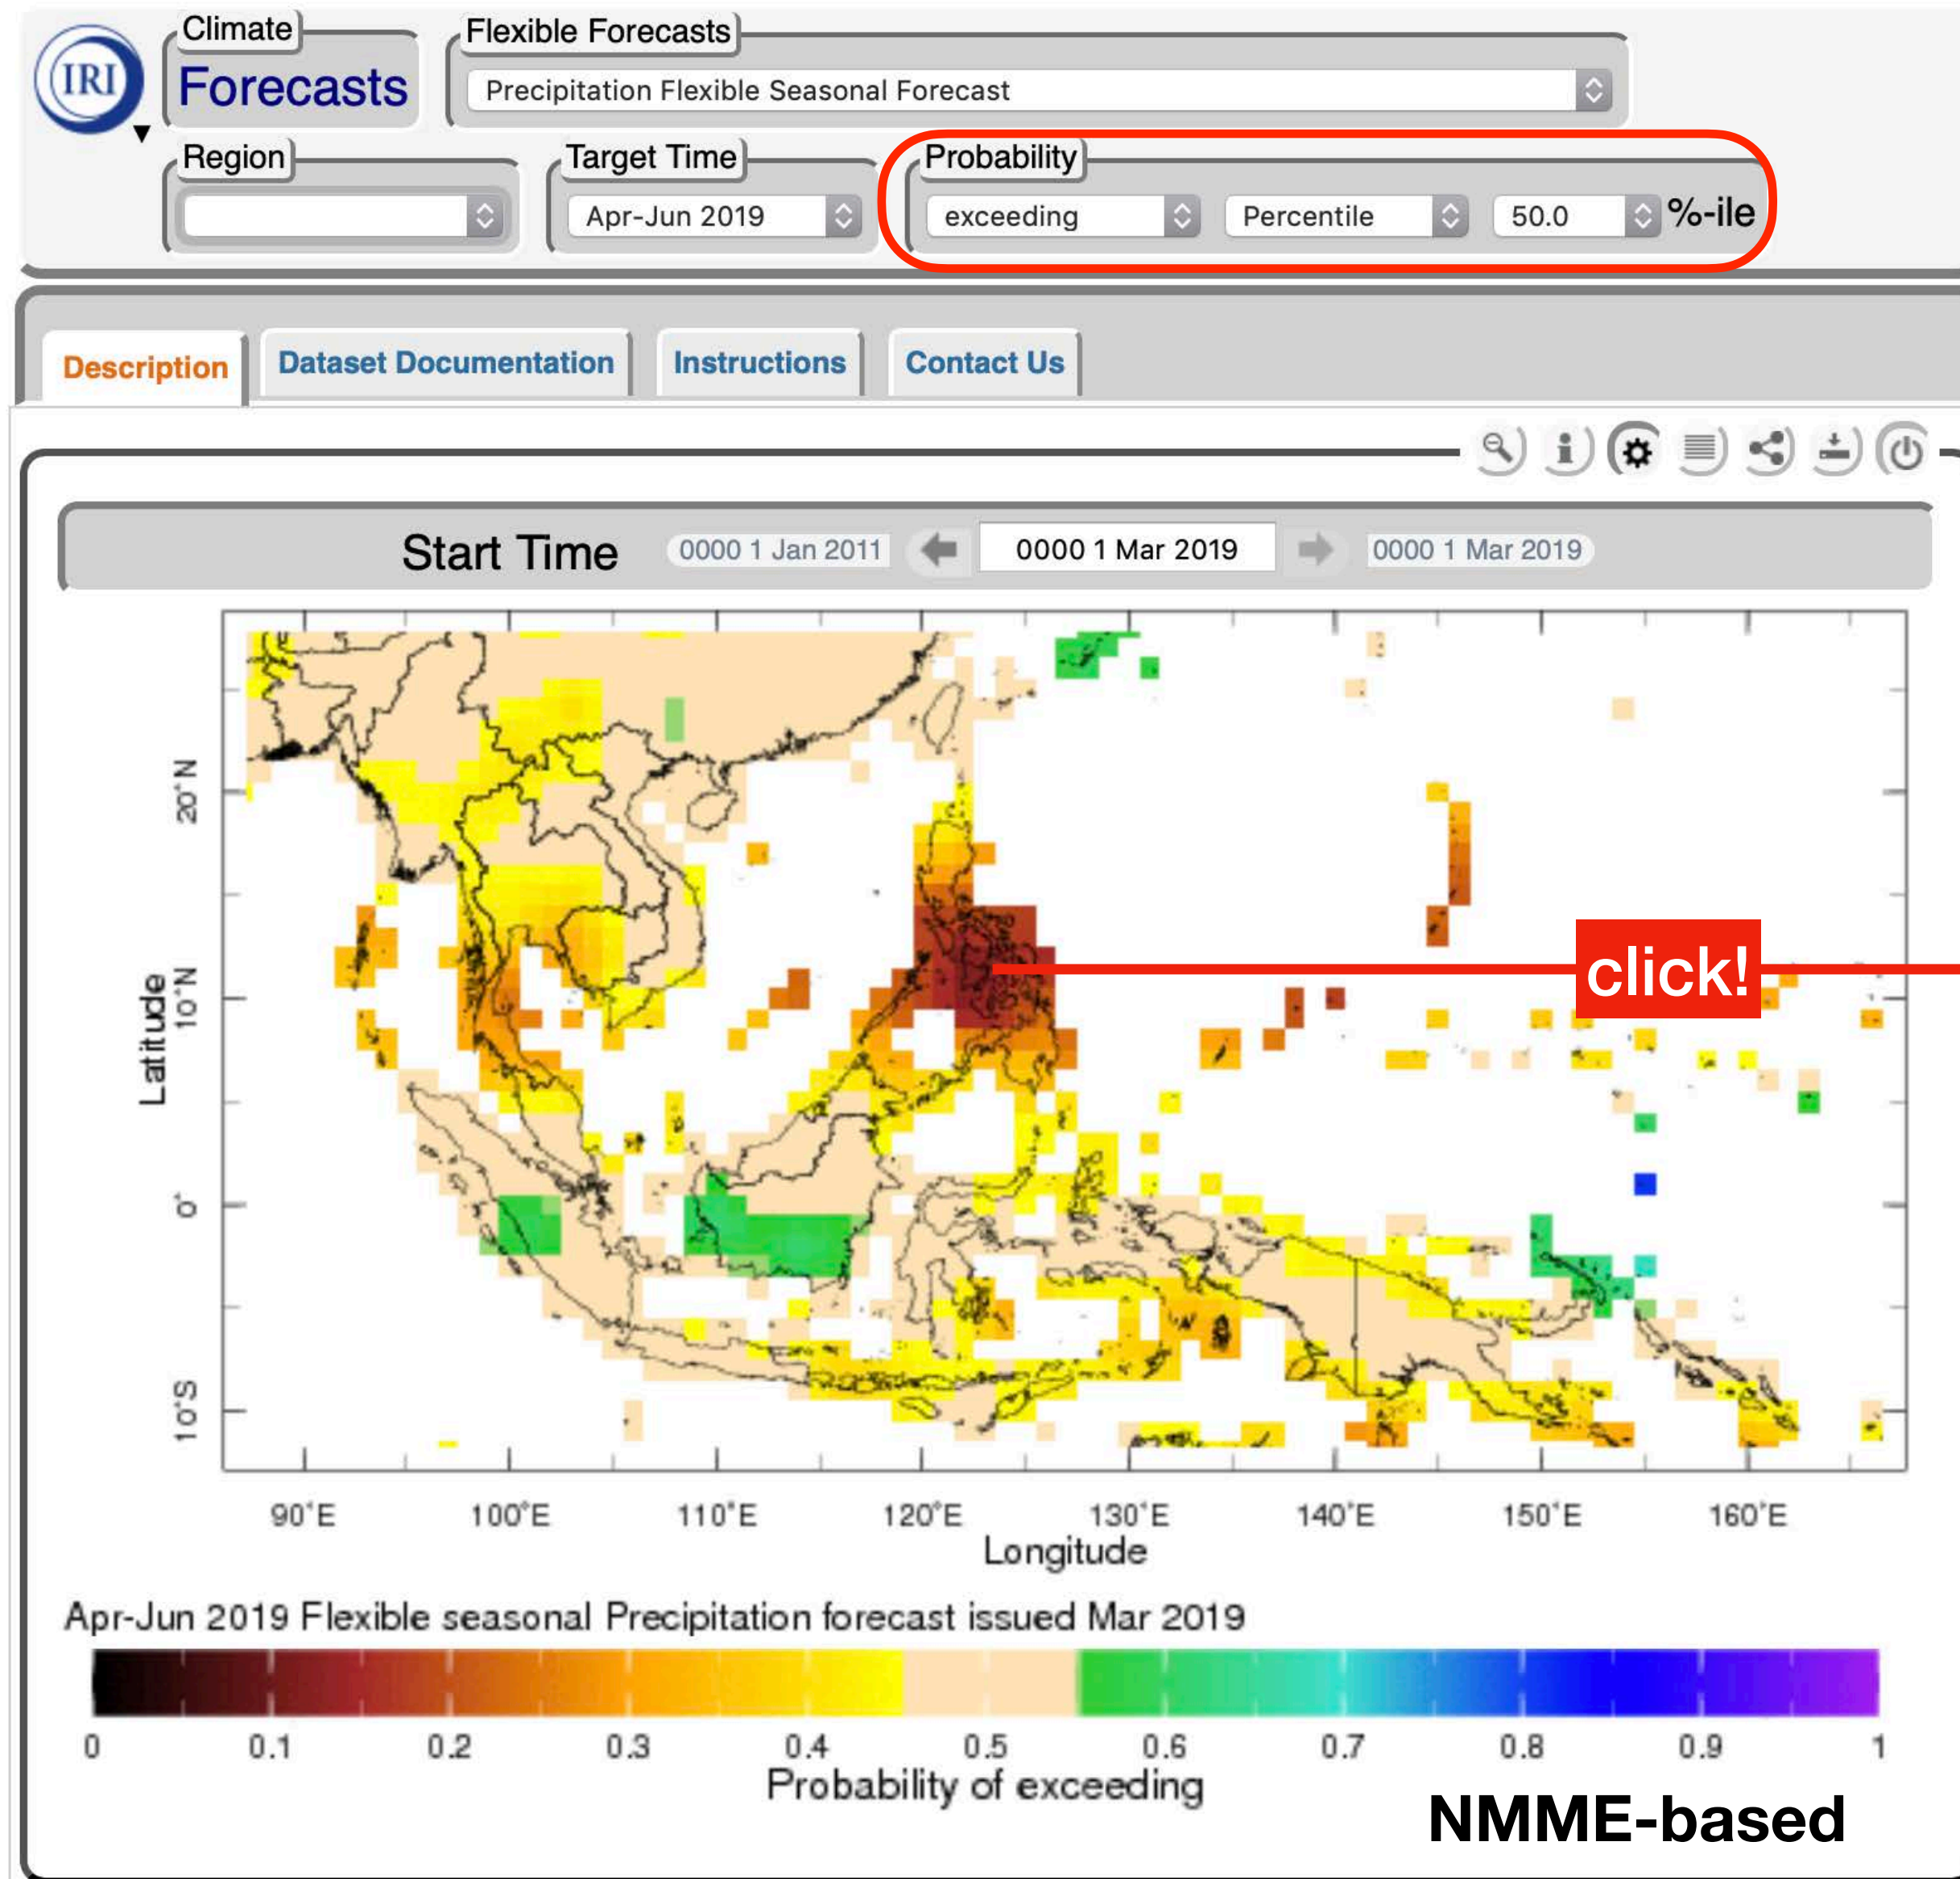 Climate
Flexible Forecasts
IRI
Forecasts
Precipitation Flexible Seasonal Forecast
Region
Target Time
Probability
Apr-Jun 2019
exceeding
Percentile
50.0
%-ile
Description
Dataset Documentation
Instructions
Contact Us
Start Time
0000 1 Jan 2011
0000 1 Mar 2019
0000 1 Mar 2019
20°N
10°N
0°
10°S
Latitude
click!
90°E
100°E
110°E
120°E
130°E
140°E
150°E
160°E
Longitude
Apr-Jun 2019 Flexible seasonal Precipitation forecast issued Mar 2019
0 0.1 0.2 0.3 0.4 0.5 0.6 0.7 0.8 0.9 1
Probability of exceeding
NMME-based